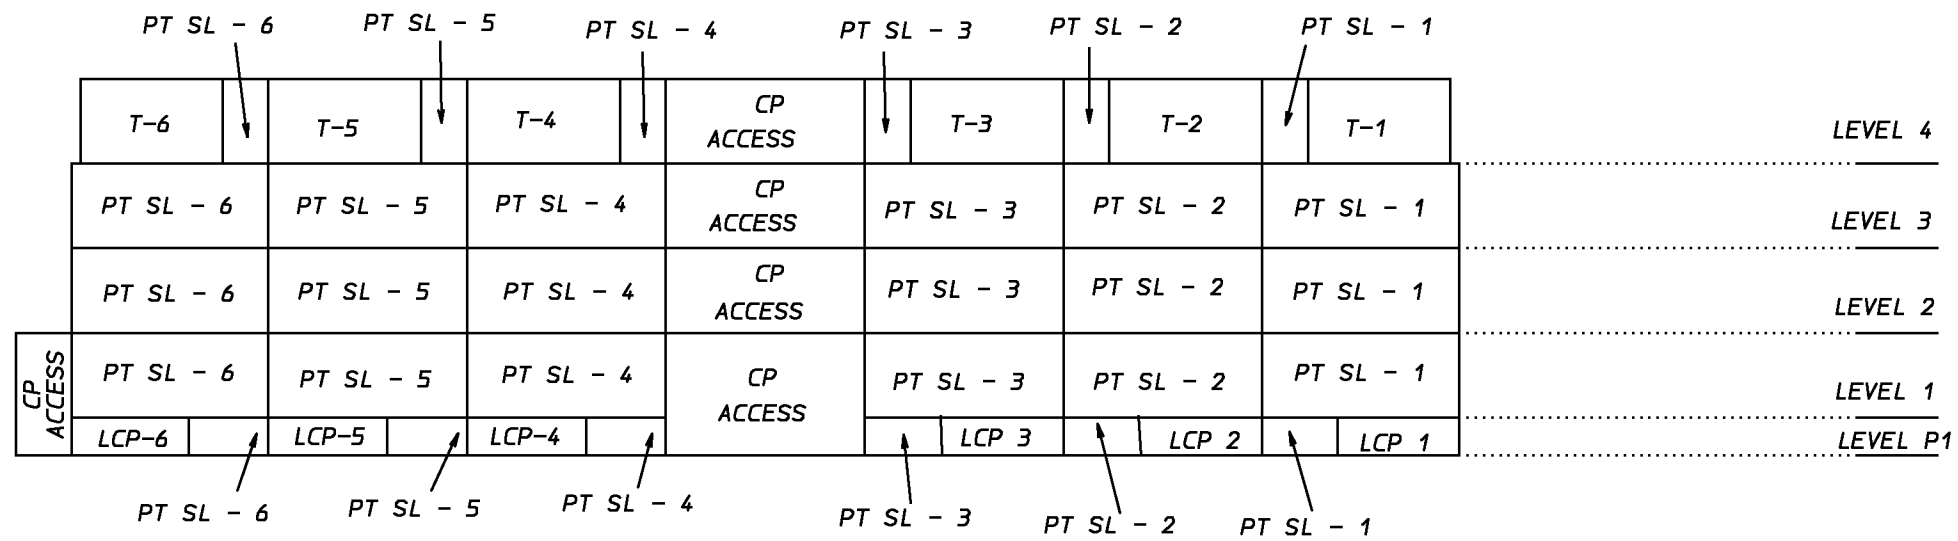 PT SL - 6
PT SL - 5
PT SL - 4
PT SL - 3
PT SL - 2
PT SL - 1
T-6
T-5
T-4
CP
ACCESS
T-3
T-2
T-1
LEVEL 4
PT SL - 6
PT SL - 5
PT SL - 4
CP
ACCESS
PT SL - 3
PT SL - 2
PT SL - 1
LEVEL 3
PT SL - 6
PT SL - 5
PT SL - 4
CP
ACCESS
PT SL - 3
PT SL - 2
PT SL - 1
LEVEL 2
CP
ACCESS
PT SL - 6
PT SL - 5
PT SL - 4
CP
ACCESS
PT SL - 3
PT SL - 2
PT SL - 1
LEVEL 1
LCP-6
LCP-5
LCP-4
LCP 3
LCP 2
LCP 1
LEVEL P1
PT SL - 6
PT SL - 5
PT SL - 4
PT SL - 3
PT SL - 2
PT SL - 1